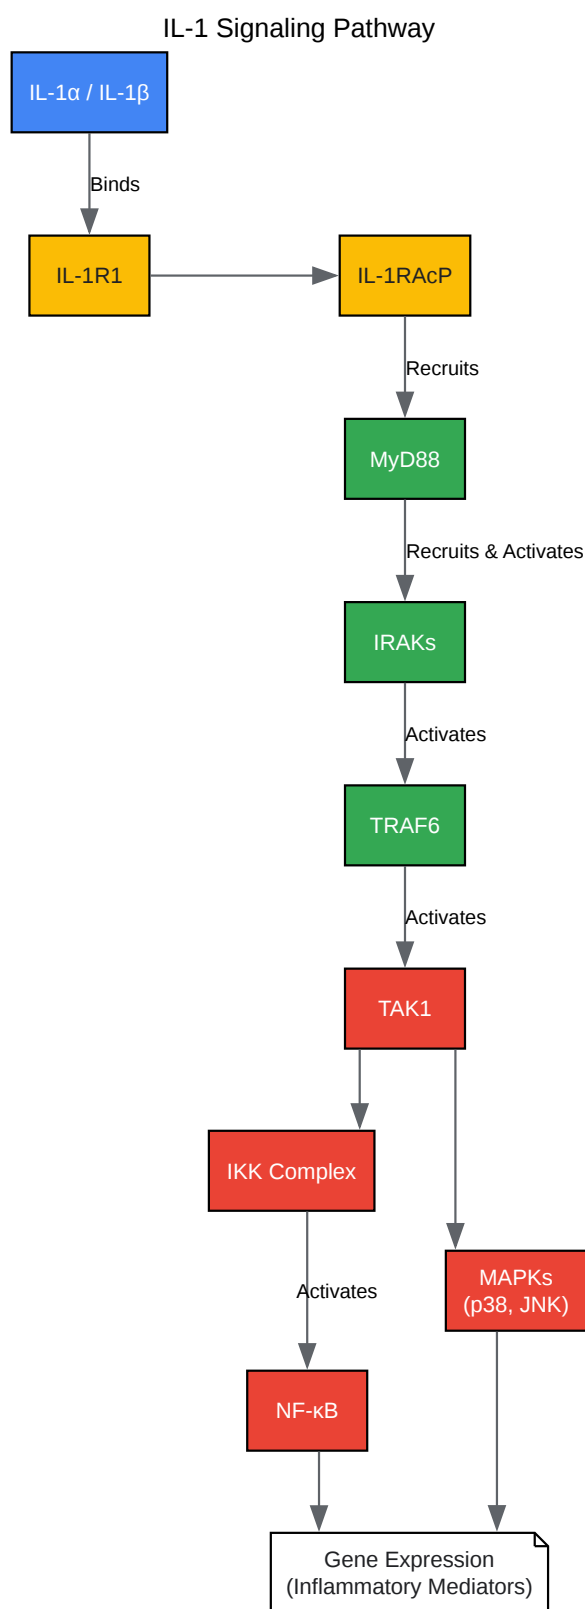 IL-1 Signaling Pathway
IL-1α / IL-1β
Binds
IL-1R1
IL-1RAcP
Recruits
MyD88
Recruits & Activates
IRAKs
Activates
TRAF6
Activates
TAK1
IKK Complex
MAPKs
(p38, JNK)
Activates
NF-κB
Gene Expression
(Inflammatory Mediators)